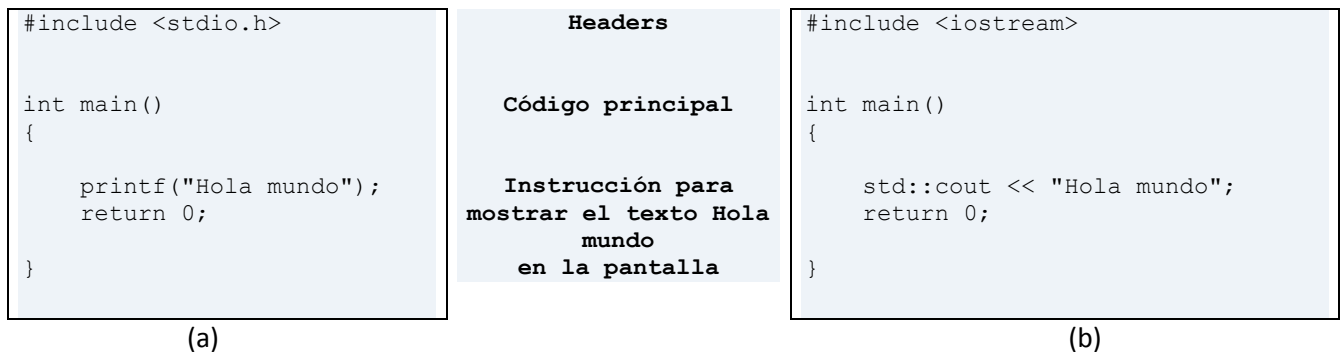 #include <stdio.h>
int main()
{
printf("Hola mundo");
return 0;
}
(a)
Headers
Código principal
Instrucción para
mostrar el texto Hola
mundo
en la pantalla
#include <iostream>
int main()
{
std::cout << "Hola mundo";
return 0;
}
(b)